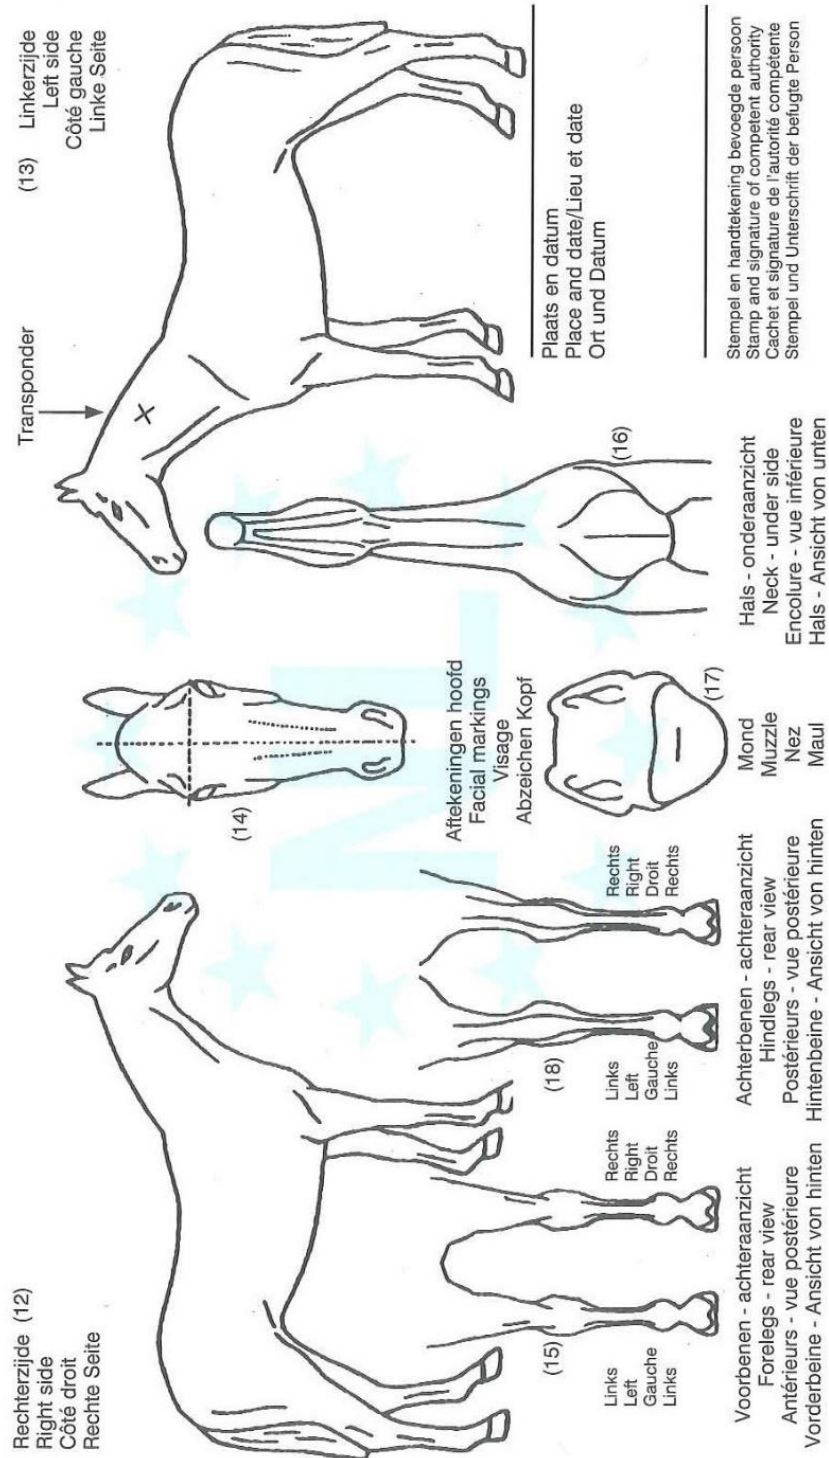 Rechterzijde (12)
Right side
Côté droit
Rechte Seite
Transponder
(13) Linkerzijde
Left side
Côté gauche
Linke Seite
(14)
Aftekeningen hoofd
Facial markings
Visage
Abzeichen Kopf
(16)
Plaats en datum
Place and date/Lieu et date
Ort und Datum
(15)
Links
Left
Gauche
Links
Rechts
Right
Droit
Rechts
(18)
Links
Left
Gauche
Links
Rechts
Right
Droit
Rechts
(17)
Voorbenen - achteraanzicht
Forelegs - rear view
Antérieurs - vue postérieure
Vorderbeine - Ansicht von hinten
Achterbenen - achteraanzicht
Hindlegs - rear view
Postérieurs - vue postérieure
Hintenbeine - Ansicht von hinten
Mond
Muzzle
Nez
Maul
Hals - onderaanzicht
Neck - under side
Encolure - vue inférieure
Hals - Ansicht von unten
Stempel en handtekening bevoegde persoon
Stamp and signature of competent authority
Cachet et signature de l'autorité compétente
Stempel und Unterschrift der befugte Person
NL